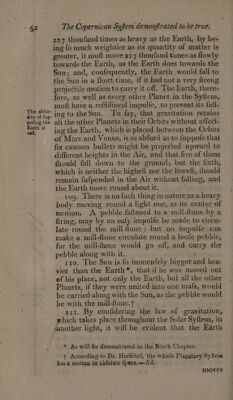 52 The Copernican System demonstrated to be true.
227 thousand times as heavy as the Earth, by be-
ing so much weightier as its quantity of matter is
greater, it must move 227 thousand times as slowly
towards the Earth, as the Earth does towards the
Sun; and, consequently, the Earth would fall to
the Sun in a short time, if it had not a very strong
projectile motion to carry it off. The Earth, there-
fore, as well as every other Planet in the System,
must have a rectilineal impulse, to prevent its fall-
The absur-
dity of sup-
posing the
Earth at
rest.
ing to the Sun. To say, that gravitation retains
all the other Planets in their Orbits without affect-
ing the Earth, which is placed between the Orbits
of Mars and Venus, is as absurd as to suppose that
six cannon bullets might be projected upward to
different heights in the Air, and that five of them
should fall down to the ground; but the sixth,
which is neither the highest nor the lowest, should
remain suspended in the Air without falling, and
the Earth move round about it.
109. There is no such thing in nature as a heavy
body moving round a light one, as its center of
motion. A pebble fastened to a mill-stone by a
string, may by an easy impulse be made to circu-
late round the mill-stone: but no impulse can
make a mill-stone circulate round a loose pebble,
for the mill-stone would go off, and carry the
pebble along with it.
110. The Sun is so immensely bigger and hea-
vier than the Earth *, that if he was moved out
of his place, not only the Earth, but all the other
Planets, if they were united into one mass, would
be carried along with the Sun, as the pebble would
be with the mill-stone.†
111. By considering the law of gravitation,
which takes place throughout the Solar System, in
another light, it will be evident that the Earth
* As will be demonstrated in the Ninth Chapter.
† According to Dr. Herschel, the whole Planetary System
has a motion in absolute space.—Ed.
moves